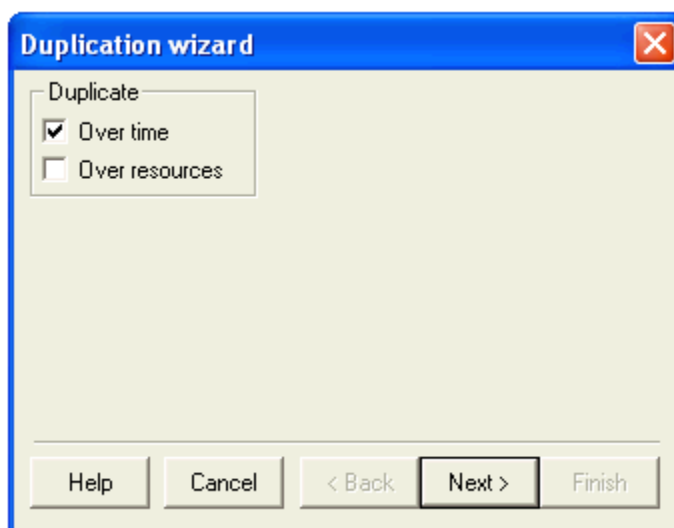 Duplication wizard
Duplicate
Over time
Over resources
Help Cancel < Back Next > Finish